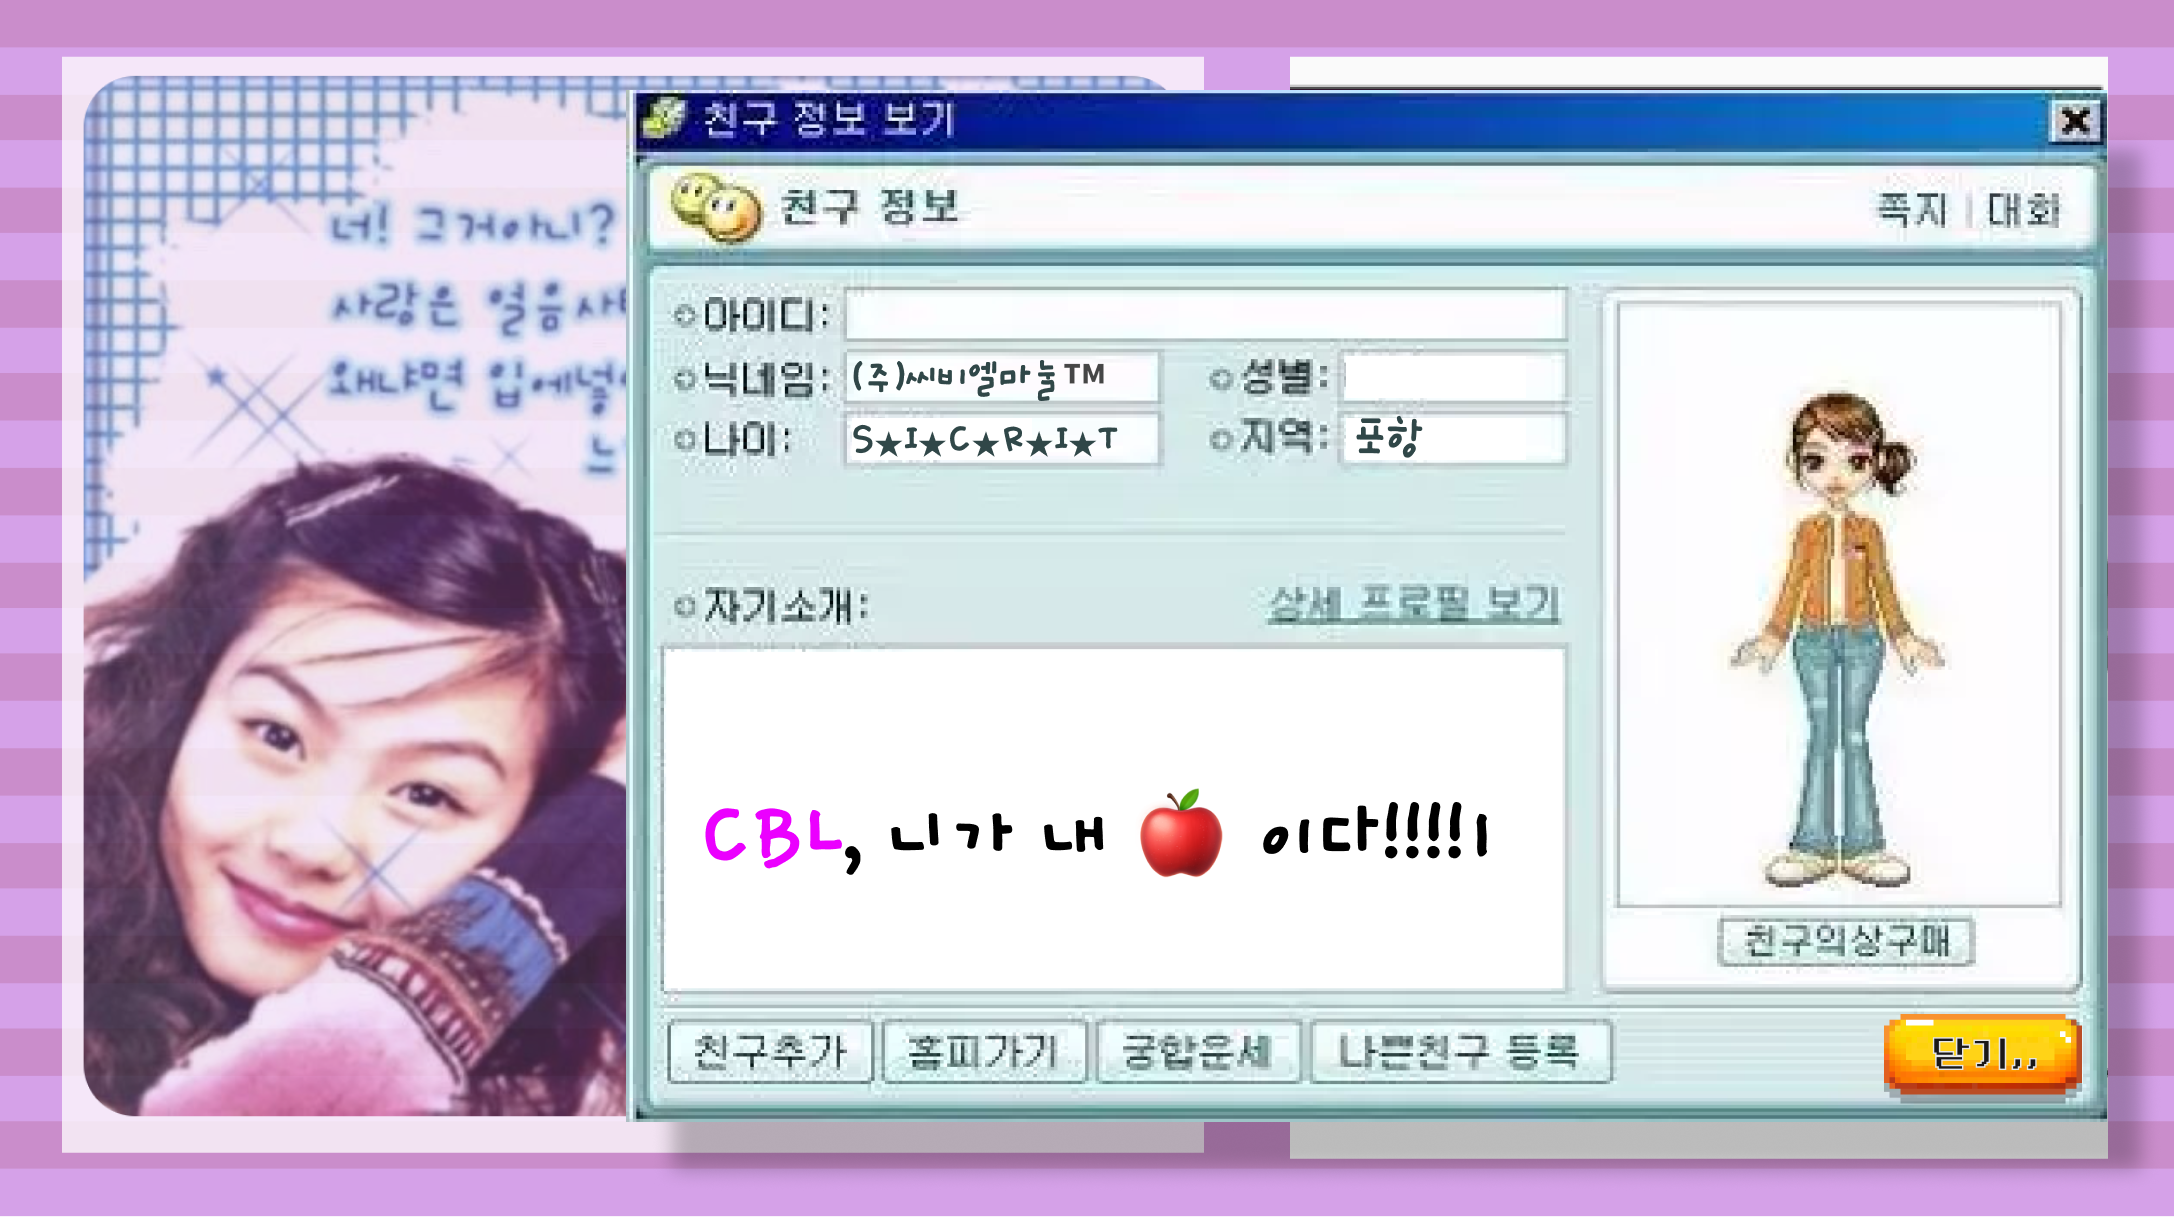 너! 그거아니?
사랑은 얼음사
왜냐면 입에넣
친구 정보 보기
친구 정보
쪽지 | 대화
아이디:
닉네임: (주)씨비엘마눌TM
성별:
나이: S★I★C★R★I★T
지역: 포항
자기소개:
상세 프로필 보기
CBL, 니가 내 🍎 이다!!!!1
친구의상구매
친구추가
홈피가기
궁합운세
나쁜친구 등록
닫기,,